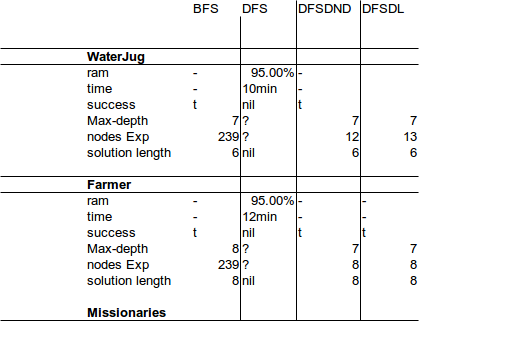 BFS DFS DFSDND DFSDL
WaterJug
ram - 95.00% -
time - 10min -
success t nil t
Max-depth 7 ? 7 7
nodes Exp 239 ? 12 13
solution length 6 nil 6 6
Farmer
ram - 95.00% - -
time - 12min - -
success t nil t t
Max-depth 8 ? 7 7
nodes Exp 239 ? 8 8
solution length 8 nil 8 8
Missionaries